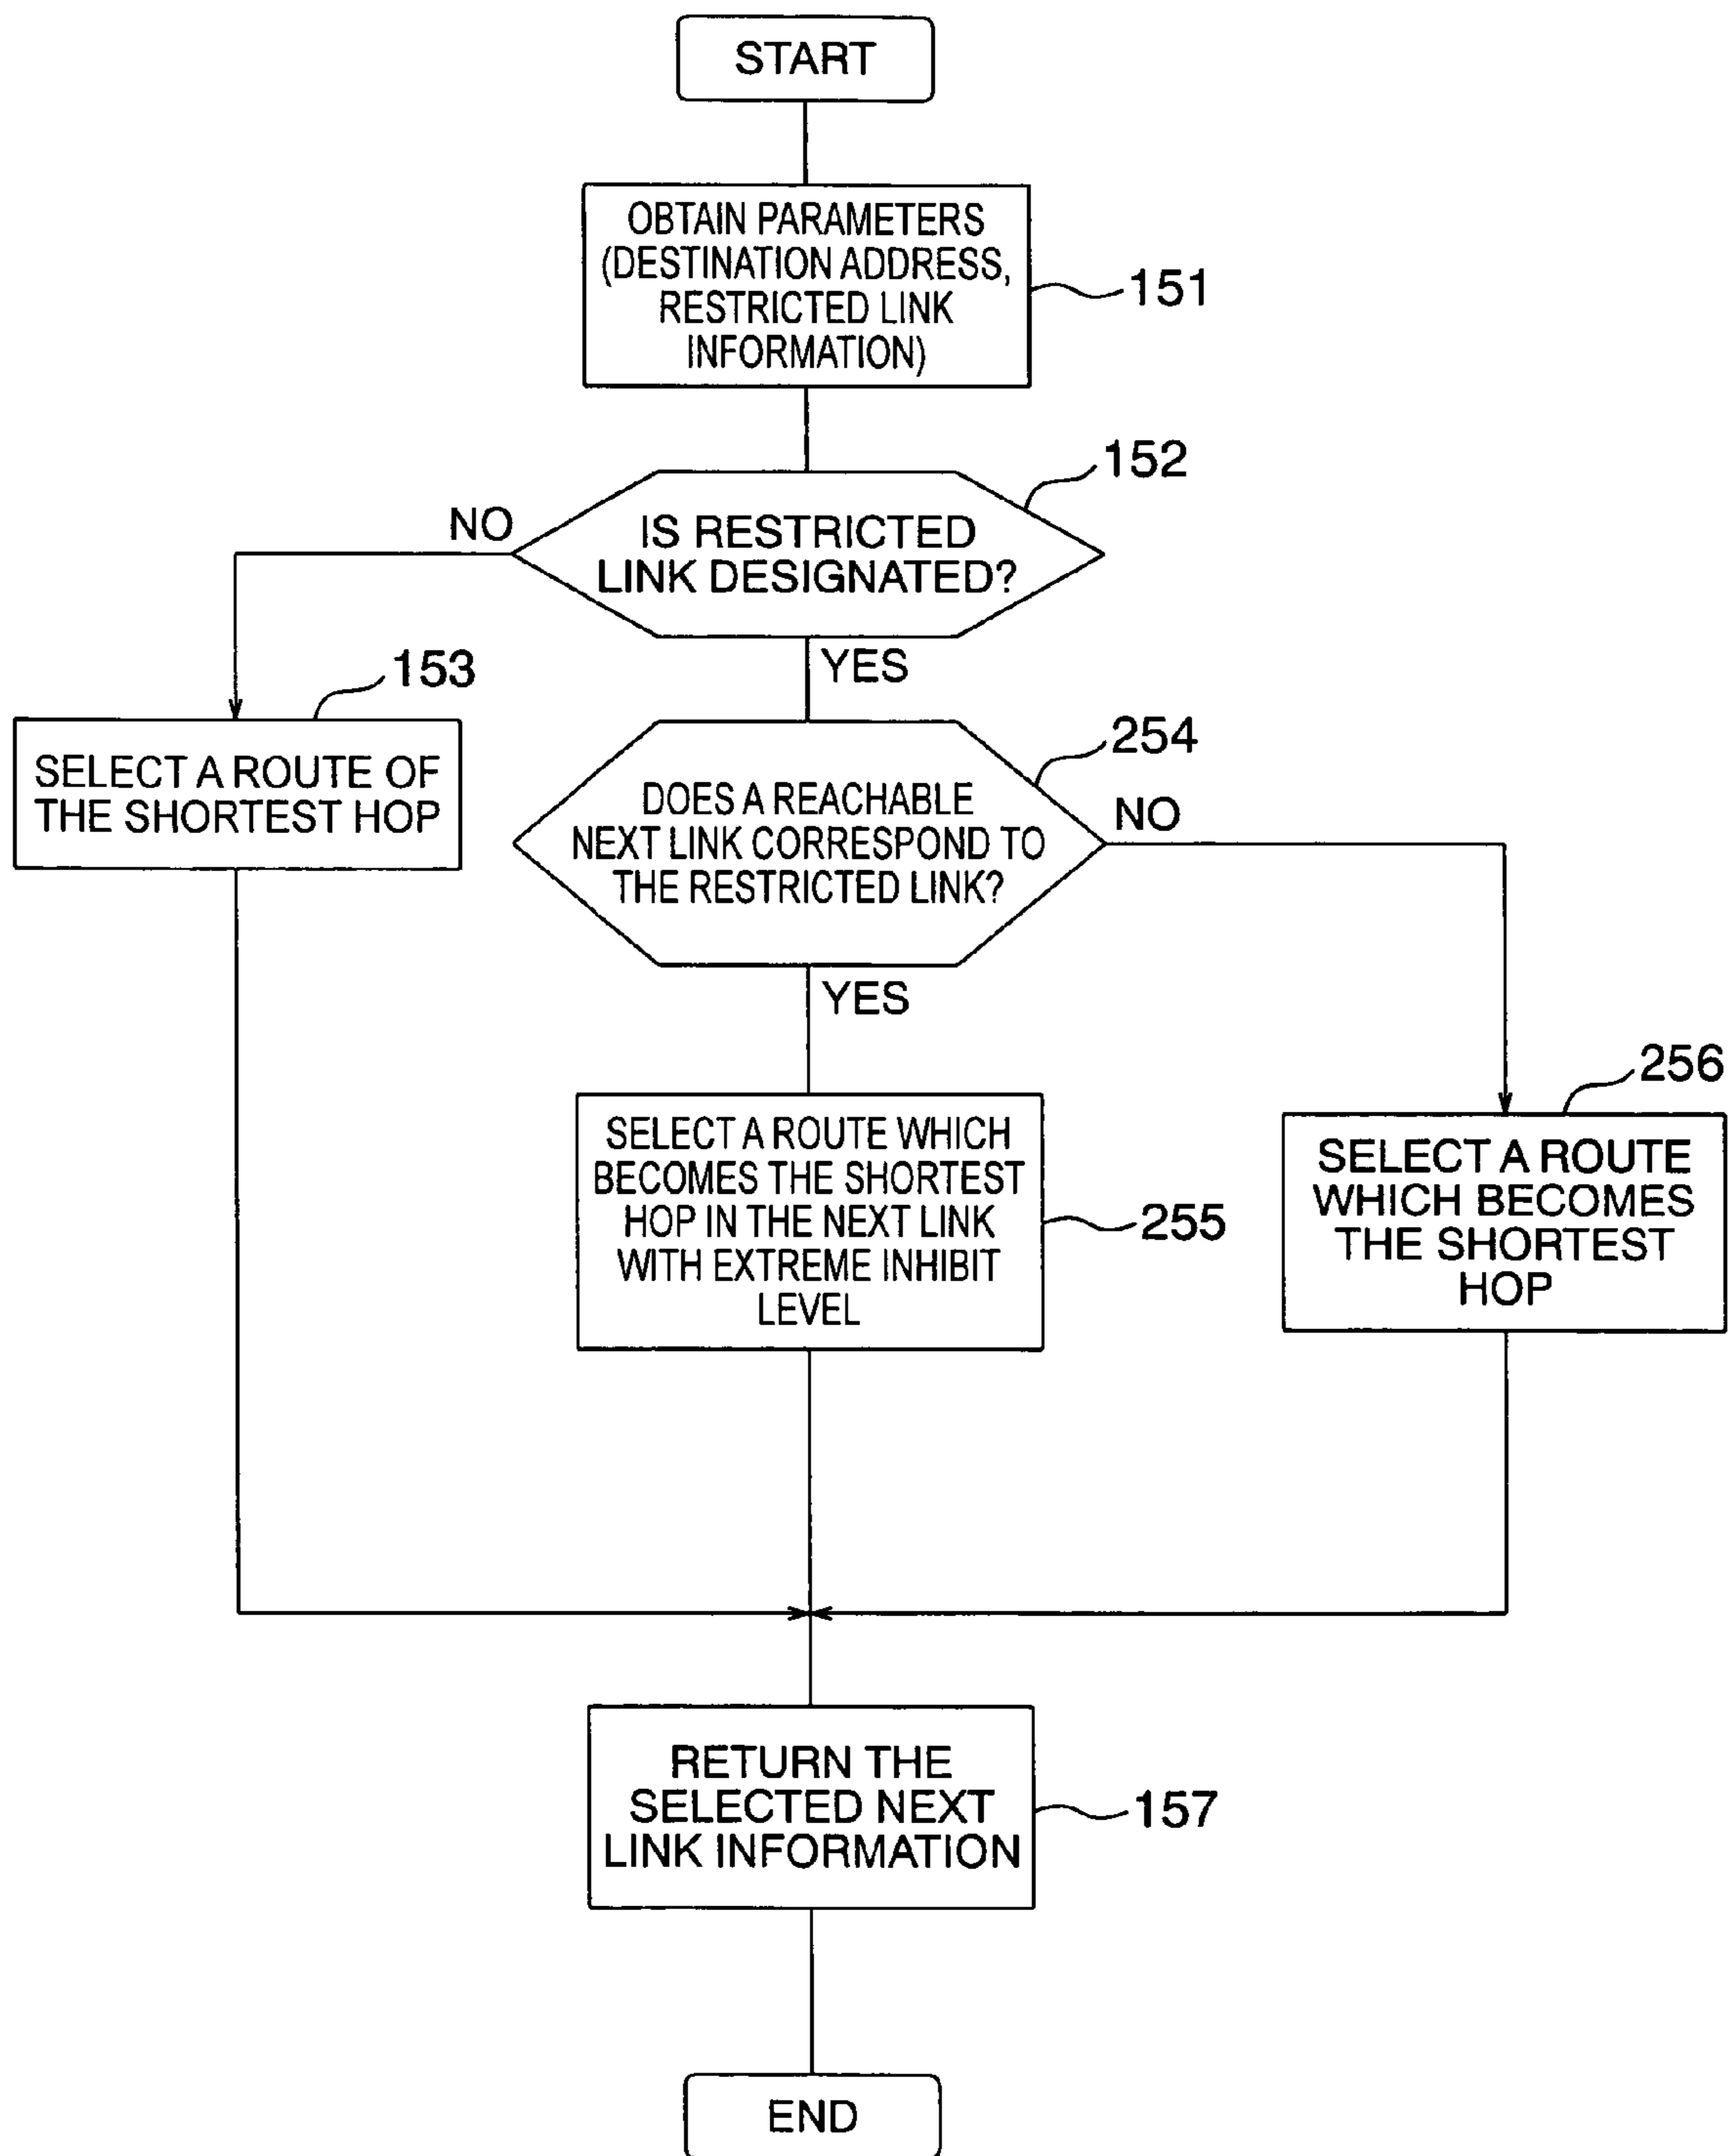 START
OBTAIN PARAMETERS
(DESTINATION ADDRESS,
RESTRICTED LINK
INFORMATION)
151
152
NO
IS RESTRICTED
LINK DESIGNATED?
YES
153
SELECT A ROUTE OF
THE SHORTEST HOP
254
DOES A REACHABLE
NEXT LINK CORRESPOND TO
THE RESTRICTED LINK?
NO
YES
SELECT A ROUTE WHICH
BECOMES THE SHORTEST
HOP IN THE NEXT LINK
WITH EXTREME INHIBIT
LEVEL
255
256
SELECT A ROUTE
WHICH BECOMES
THE SHORTEST
HOP
RETURN THE
SELECTED NEXT
LINK INFORMATION
157
END